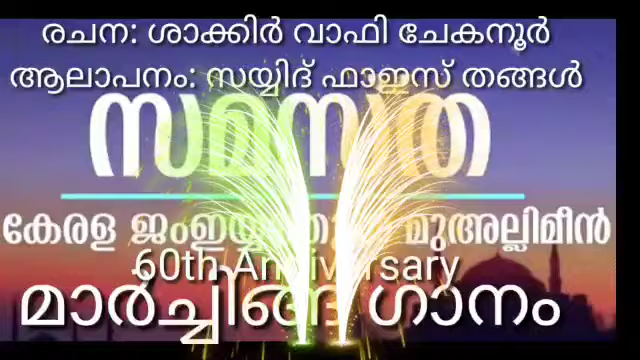 രചന: ശാക്കിർ വാഫി ചേകനൂർ
ആലാപനം: സയ്യിദ് ഫാഇസ് തങ്ങൾ
സമസ്ത
കേരള മുഅല്ലിമീൻ
60th Anniversary
മാർച്ചിങ്ങ് ഗാനം